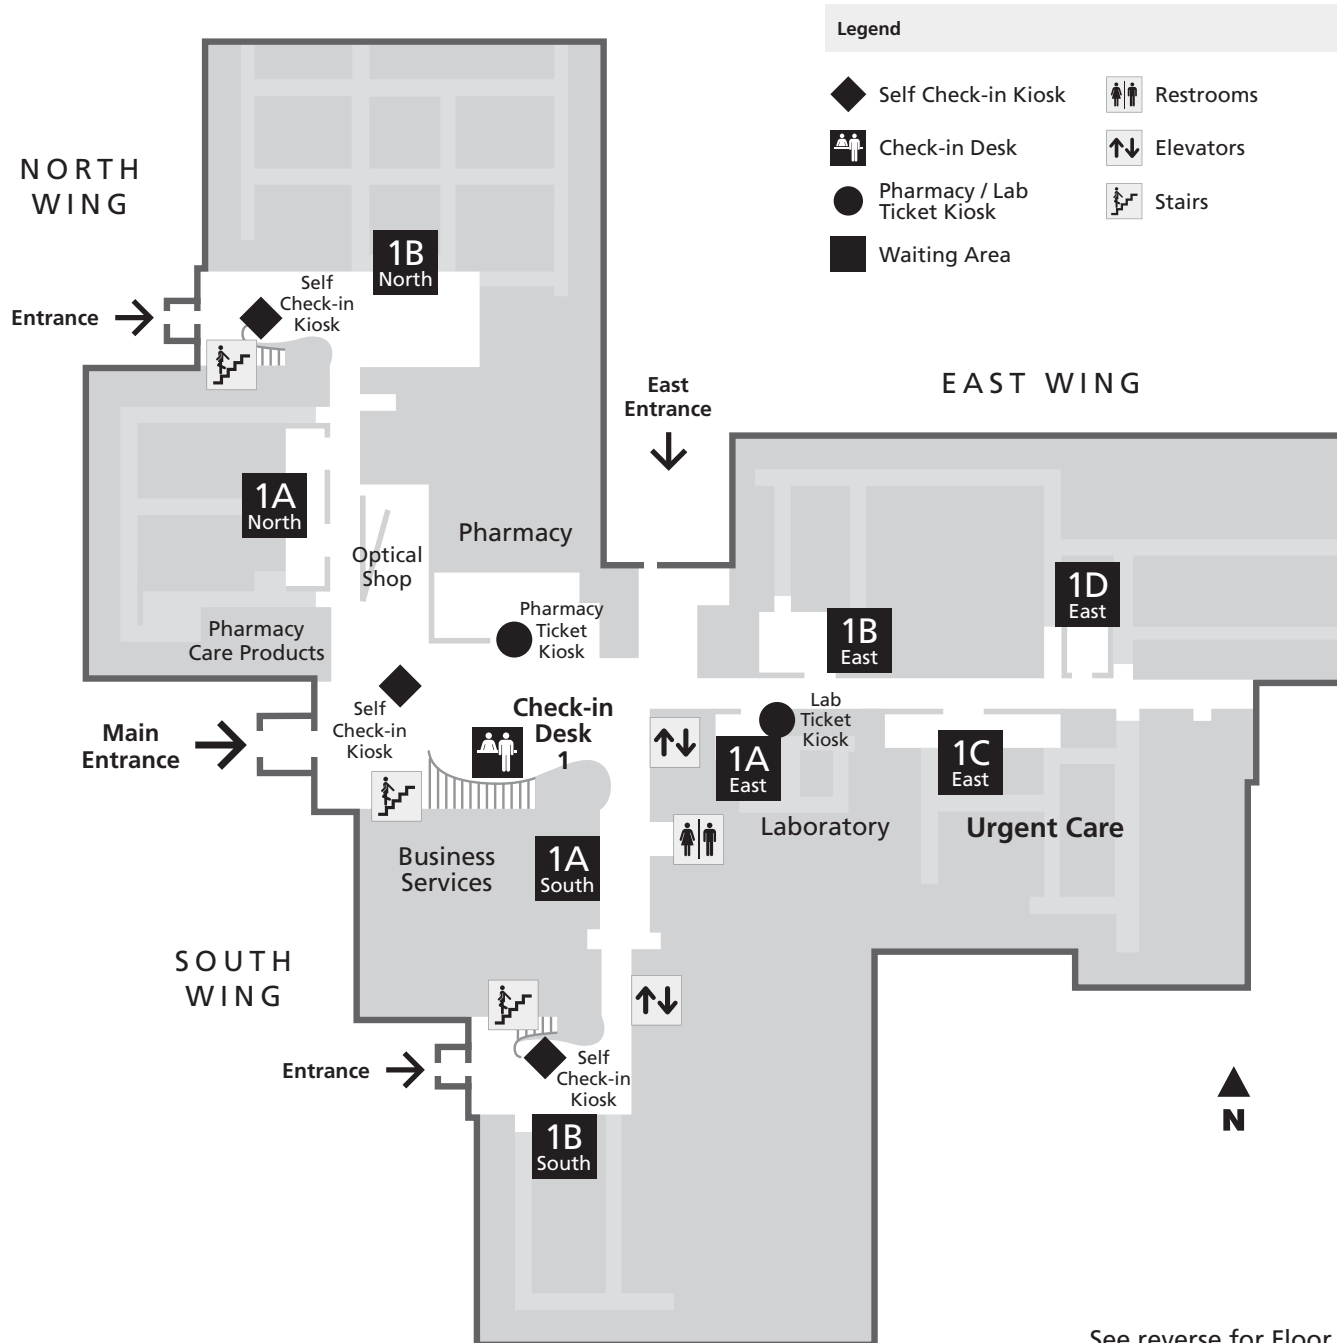 Legend
Self Check-in Kiosk
Restrooms
Check-in Desk
Elevators
Pharmacy / Lab
Ticket Kiosk
Stairs
Waiting Area
NORTH
WING
1B
North
Self
Check-in
Kiosk
Entrance
EAST WING
East
Entrance
1A
North
Pharmacy
Optical
Shop
1D
East
Pharmacy
Ticket
Kiosk
1B
East
Pharmacy
Care Products
Self
Check-in
Kiosk
Check-in
Desk
1
Lab
Ticket
Kiosk
Main
Entrance
1A
East
1C
East
Laboratory
Urgent Care
Business
Services
1A
South
SOUTH
WING
Entrance
Self
Check-in
Kiosk
N
1B
South
See reverse for Floor